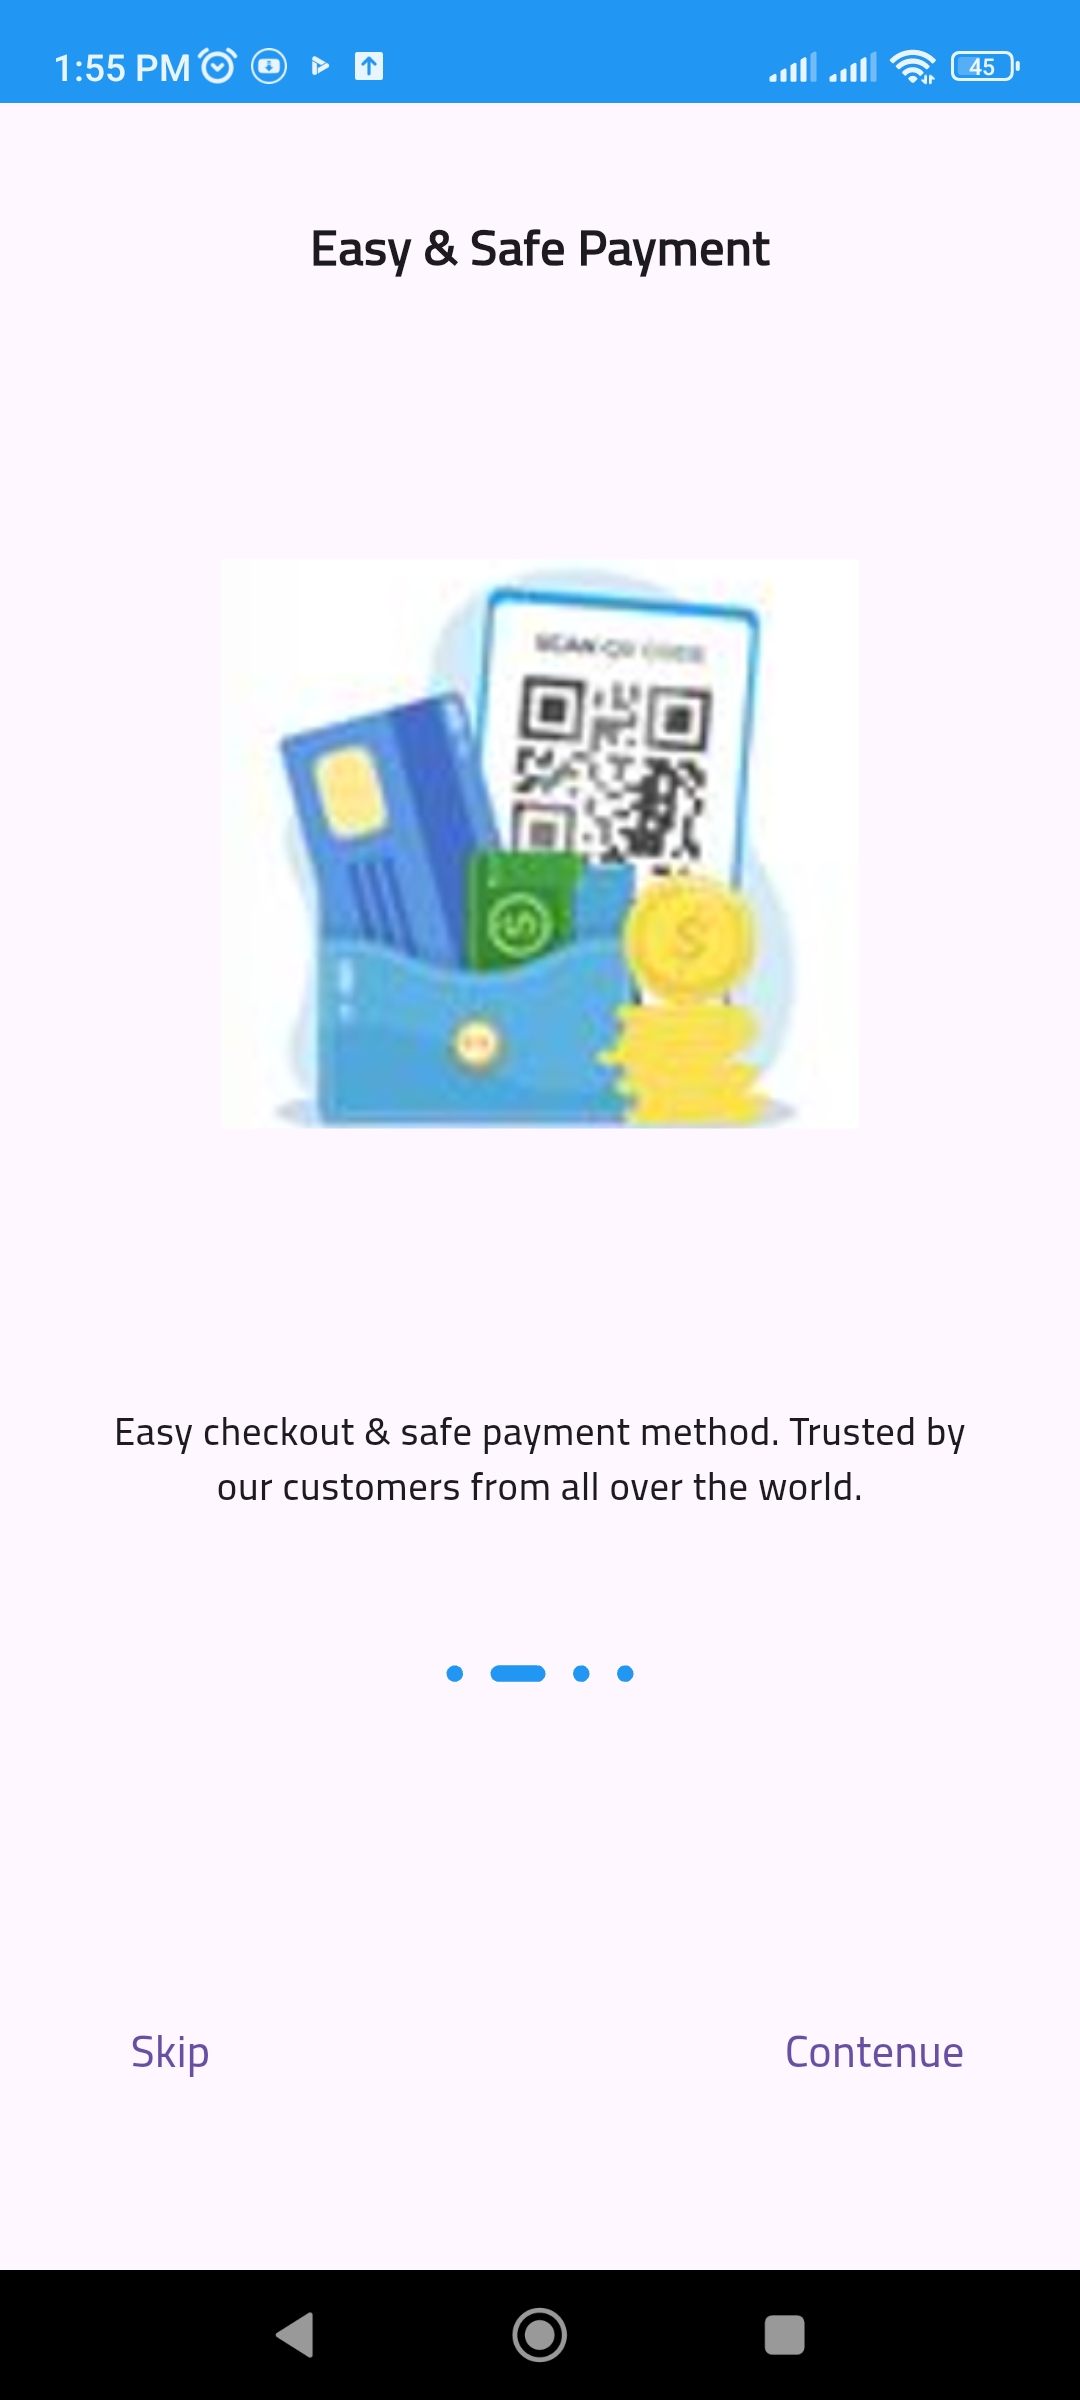 1:55 PM
45
Easy & Safe Payment
SCAN QR CODE
$
$
Easy checkout & safe payment method. Trusted by
our customers from all over the world.
Skip
Contenue